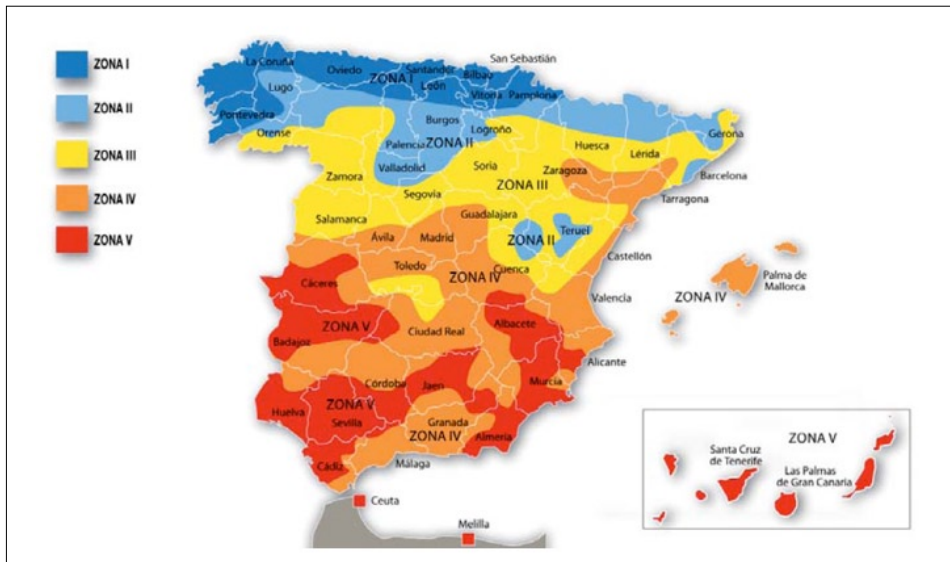 ZONA I
ZONA II
ZONA III
ZONA IV
ZONA V
La Coruña
Lugo
Pontevedra
Orense
Oviedo
Santander
ZONA I
León
Bilbao
San Sebastián
Vitoria
Pamplona
Burgos
Logroño
Palencia
ZONA II
Valladolid
Zamora
Soria
Huesca
Lérida
Gerona
Zaragoza
Barcelona
Tarragona
Segovia
ZONA III
Salamanca
Guadalajara
Ávila
Madrid
ZONA II
Teruel
Toledo
Cuenca
Castellón
ZONA IV
Cáceres
Valencia
Palma de
Mallorca
ZONA IV
ZONA V
Badajoz
Ciudad Real
Albacete
Alicante
Córdoba
Jaen
Murcia
Huelva
ZONA V
Sevilla
Granada
ZONA IV
Almería
Cádiz
Málaga
Ceuta
Melilla
ZONA V
Santa Cruz
de Tenerife
Las Palmas
de Gran Canaria